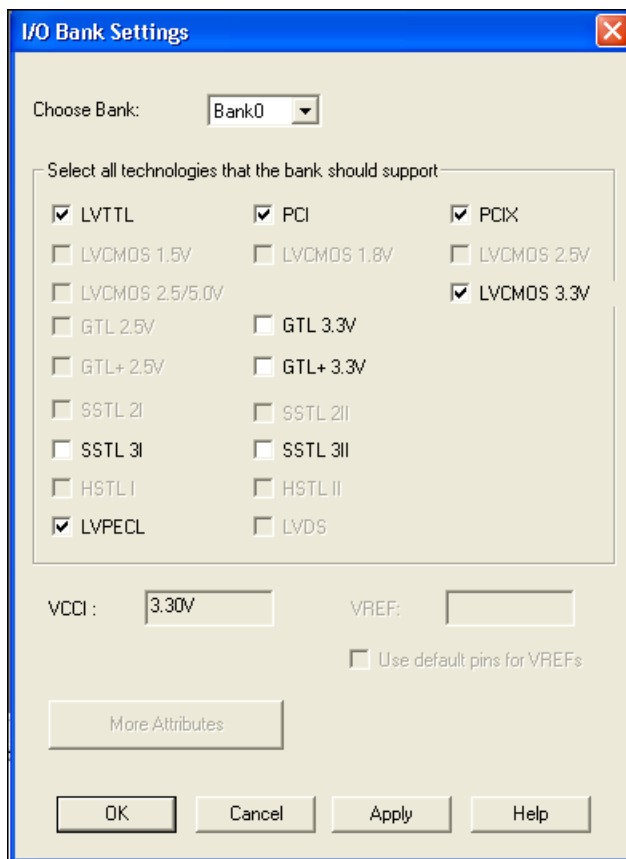 I/O Bank Settings
Choose Bank: Bank0
Select all technologies that the bank should support
LVTTL PCI PCIX
LVCMOS 1.5V LVCMOS 1.8V LVCMOS 2.5V
LVCMOS 2.5/5.0V LVCMOS 3.3V
GTL 2.5V GTL 3.3V
GTL+ 2.5V GTL+ 3.3V
SSTL 2I SSTL 2II
SSTL 3I SSTL 3II
HSTL I HSTL II
LVPECL LVDS
VCCI : 3.30V VREF:
Use default pins for VREFs
More Attributes
OK Cancel Apply Help